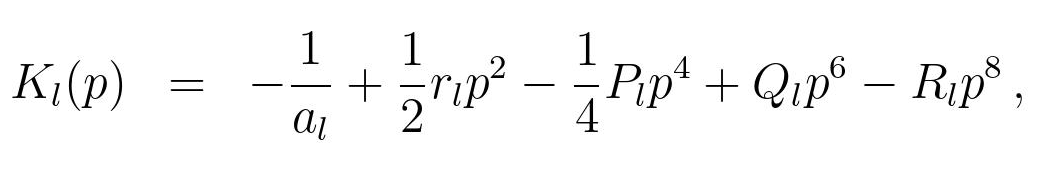 K_l(p) = -\frac{1}{a_l} + \frac{1}{2} r_l p^2 - \frac{1}{4} P_l p^4 + Q_l p^6 - R_l p^8 ,